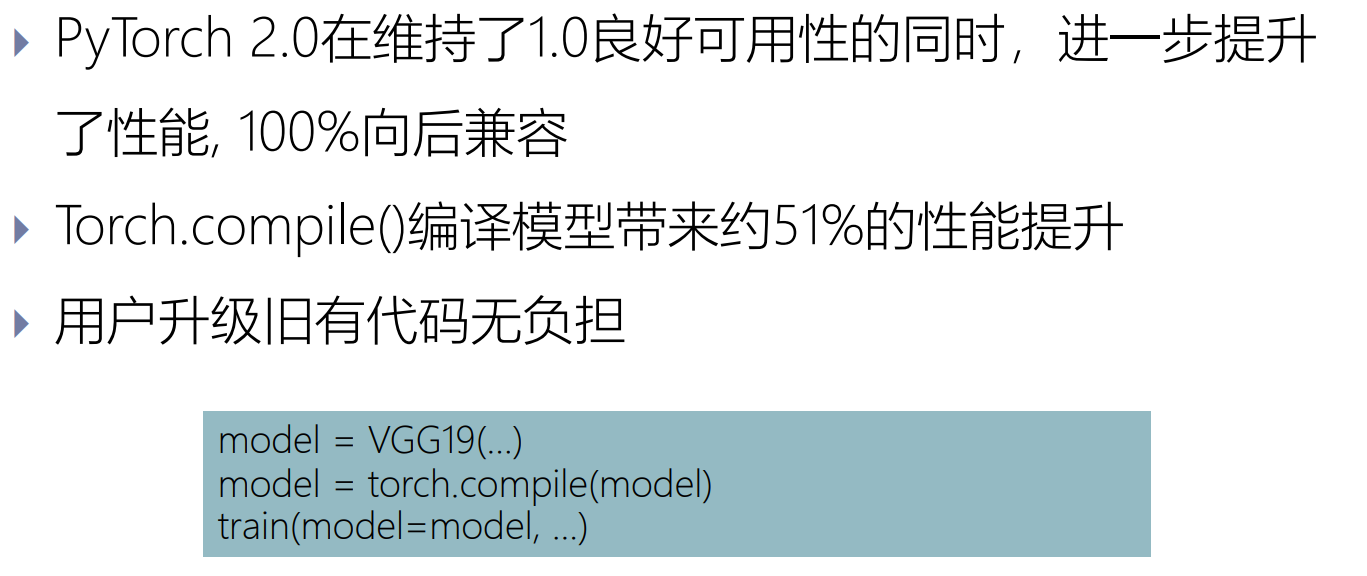 PyTorch 2.0在维持了1.0良好可用性的同时，进一步提升
了性能, 100%向后兼容
Torch.compile()编译模型带来约51%的性能提升
用户升级旧有代码无负担
model = VGG19(...)
model = torch.compile(model)
train(model=model, ...)